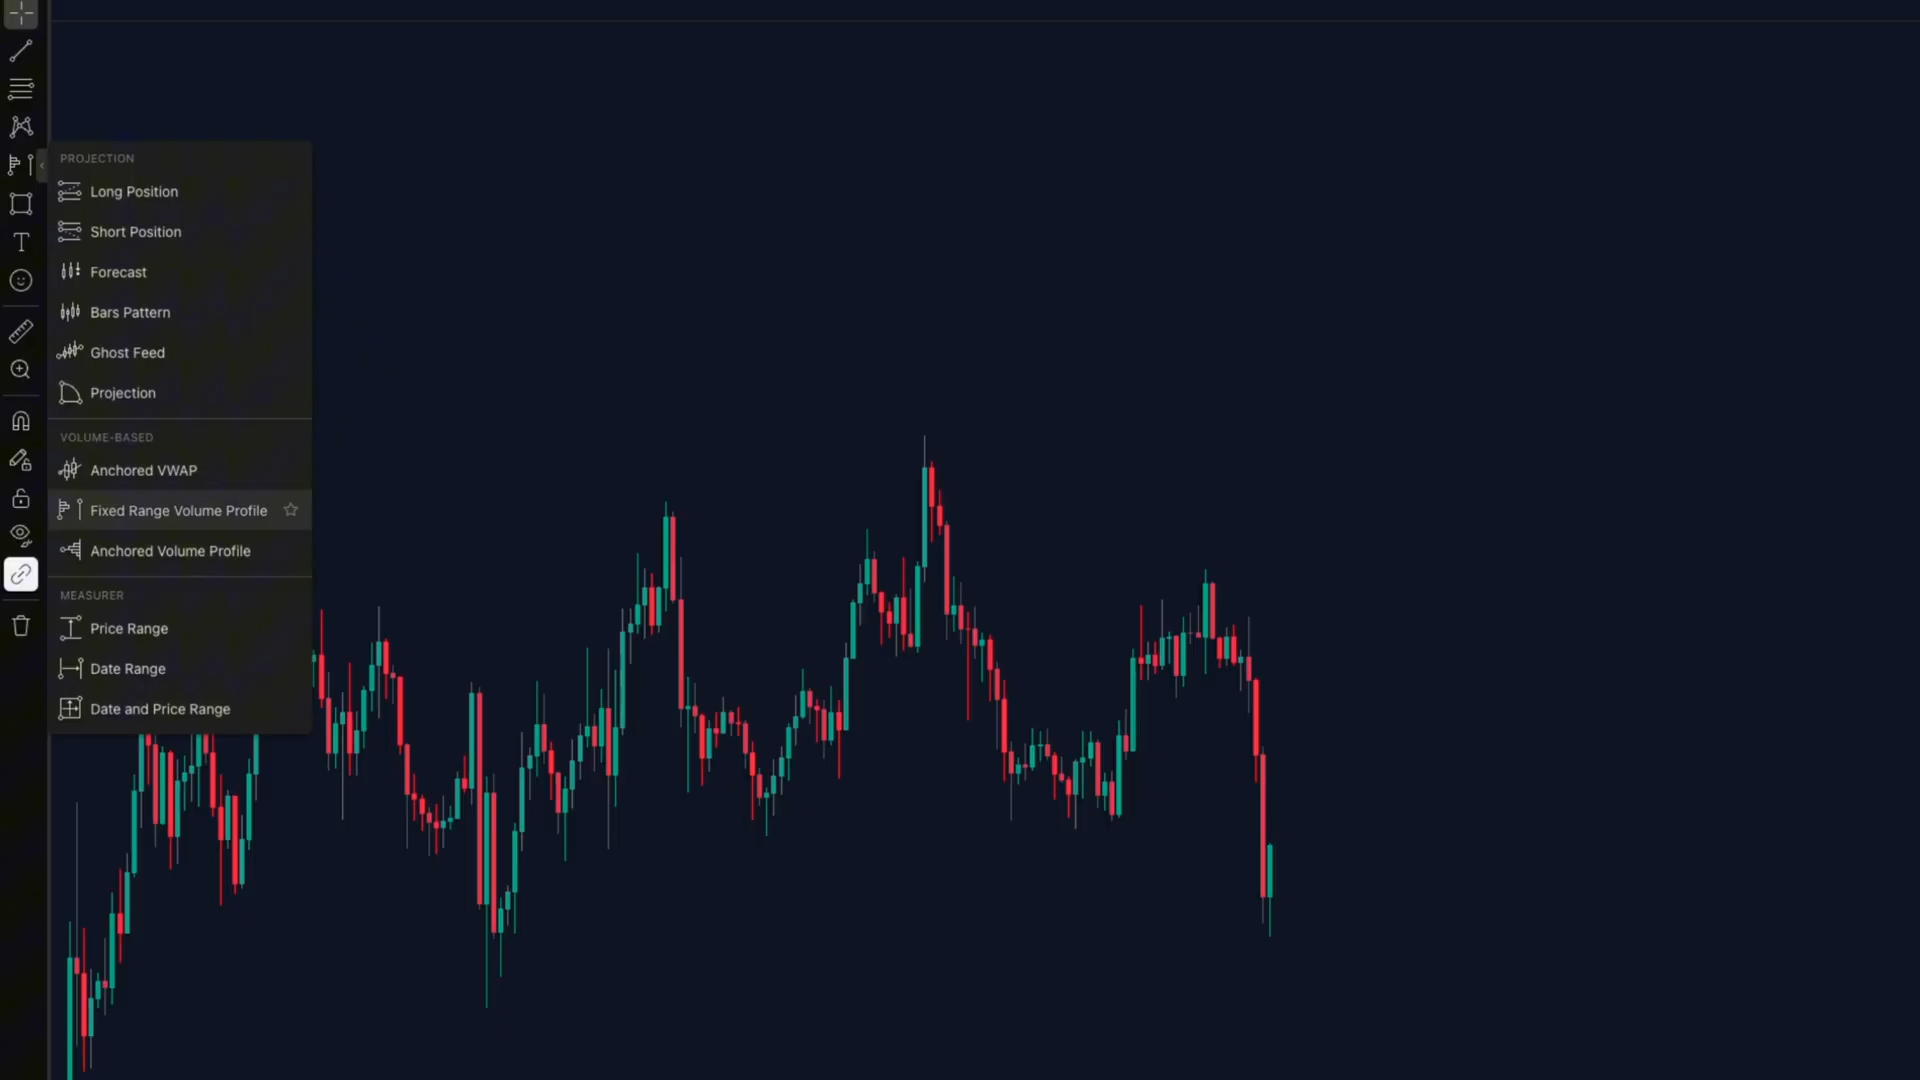 PROJECTION
Long Position
Short Position
Forecast
Bars Pattern
Ghost Feed
Projection
VOLUME-BASED
Anchored VWAP
Fixed Range Volume Profile
Anchored Volume Profile
MEASURER
Price Range
Date Range
Date and Price Range